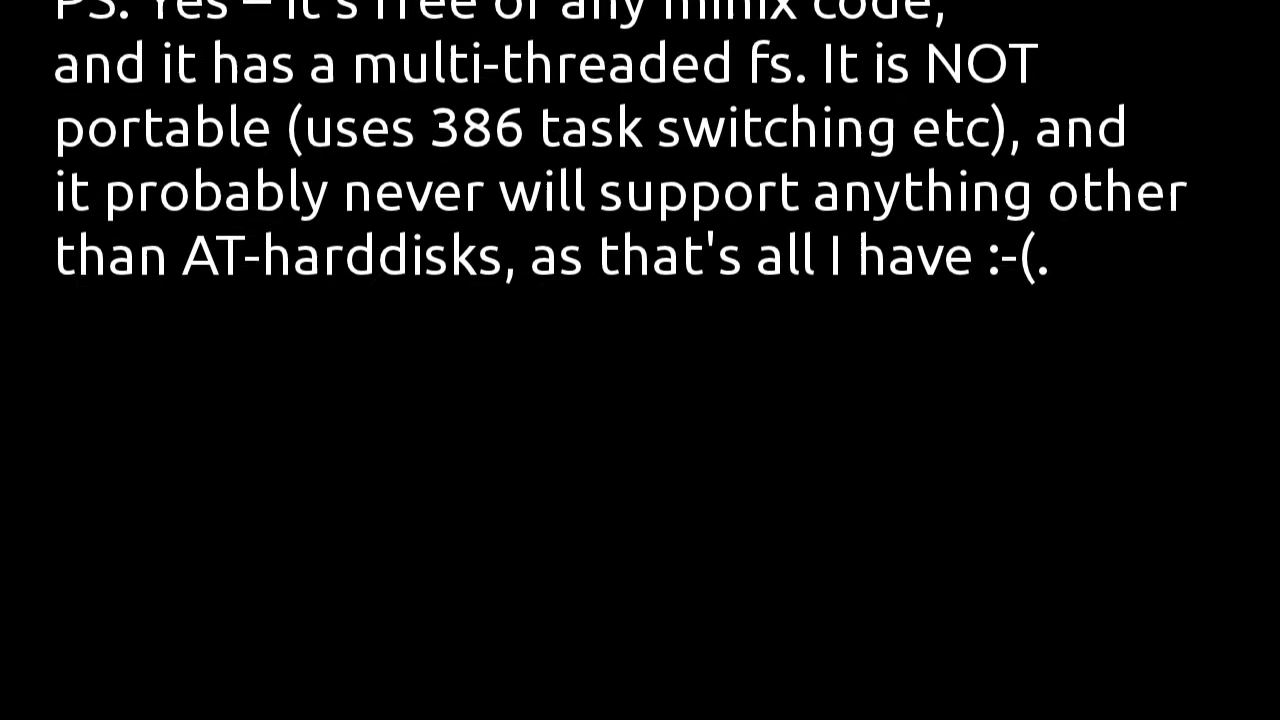 PS. Yes – it's free of any minix code,
and it has a multi-threaded fs. It is NOT
portable (uses 386 task switching etc), and
it probably never will support anything other
than AT-harddisks, as that's all I have :-(.